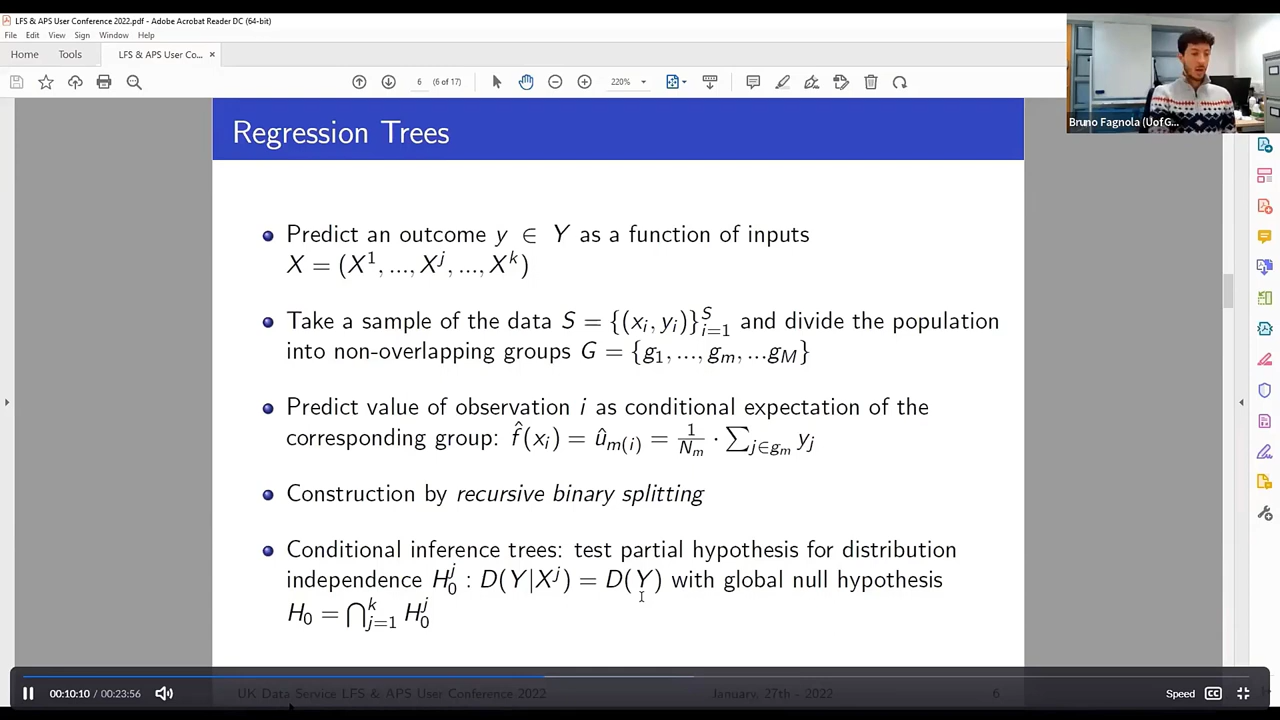 LFS & APS User Conference 2022.pdf - Adobe Acrobat Reader DC (64-bit)
File Edit View Sign Window Help
Home Tools LFS & APS User Co... ×
6 (6 of 17) 220%
Bruno Fagnola (UofG...
Regression Trees
Predict an outcome y ∈ Y as a function of inputs
X = (X¹, ..., Xʲ, ..., Xᵏ)
Take a sample of the data S = {(xᵢ, yᵢ)}ᵢ₌₁ˢ and divide the population
into non-overlapping groups G = {g₁, ..., gₘ, ...g_M}
Predict value of observation i as conditional expectation of the
corresponding group: f̂(xᵢ) = ûₘ₍ᵢ₎ = 1/Nₘ · ∑_{j∈gₘ} yⱼ
Construction by recursive binary splitting
Conditional inference trees: test partial hypothesis for distribution
independence H₀ʲ : D(Y|Xʲ) = D(Y) with global null hypothesis
H₀ = ⋂ⱼ₌₁ᵏ H₀ʲ
00:10:10 / 00:23:56 Speed CC
UK Data Service LFS & APS User Conference 2022 January, 27th - 2022 6